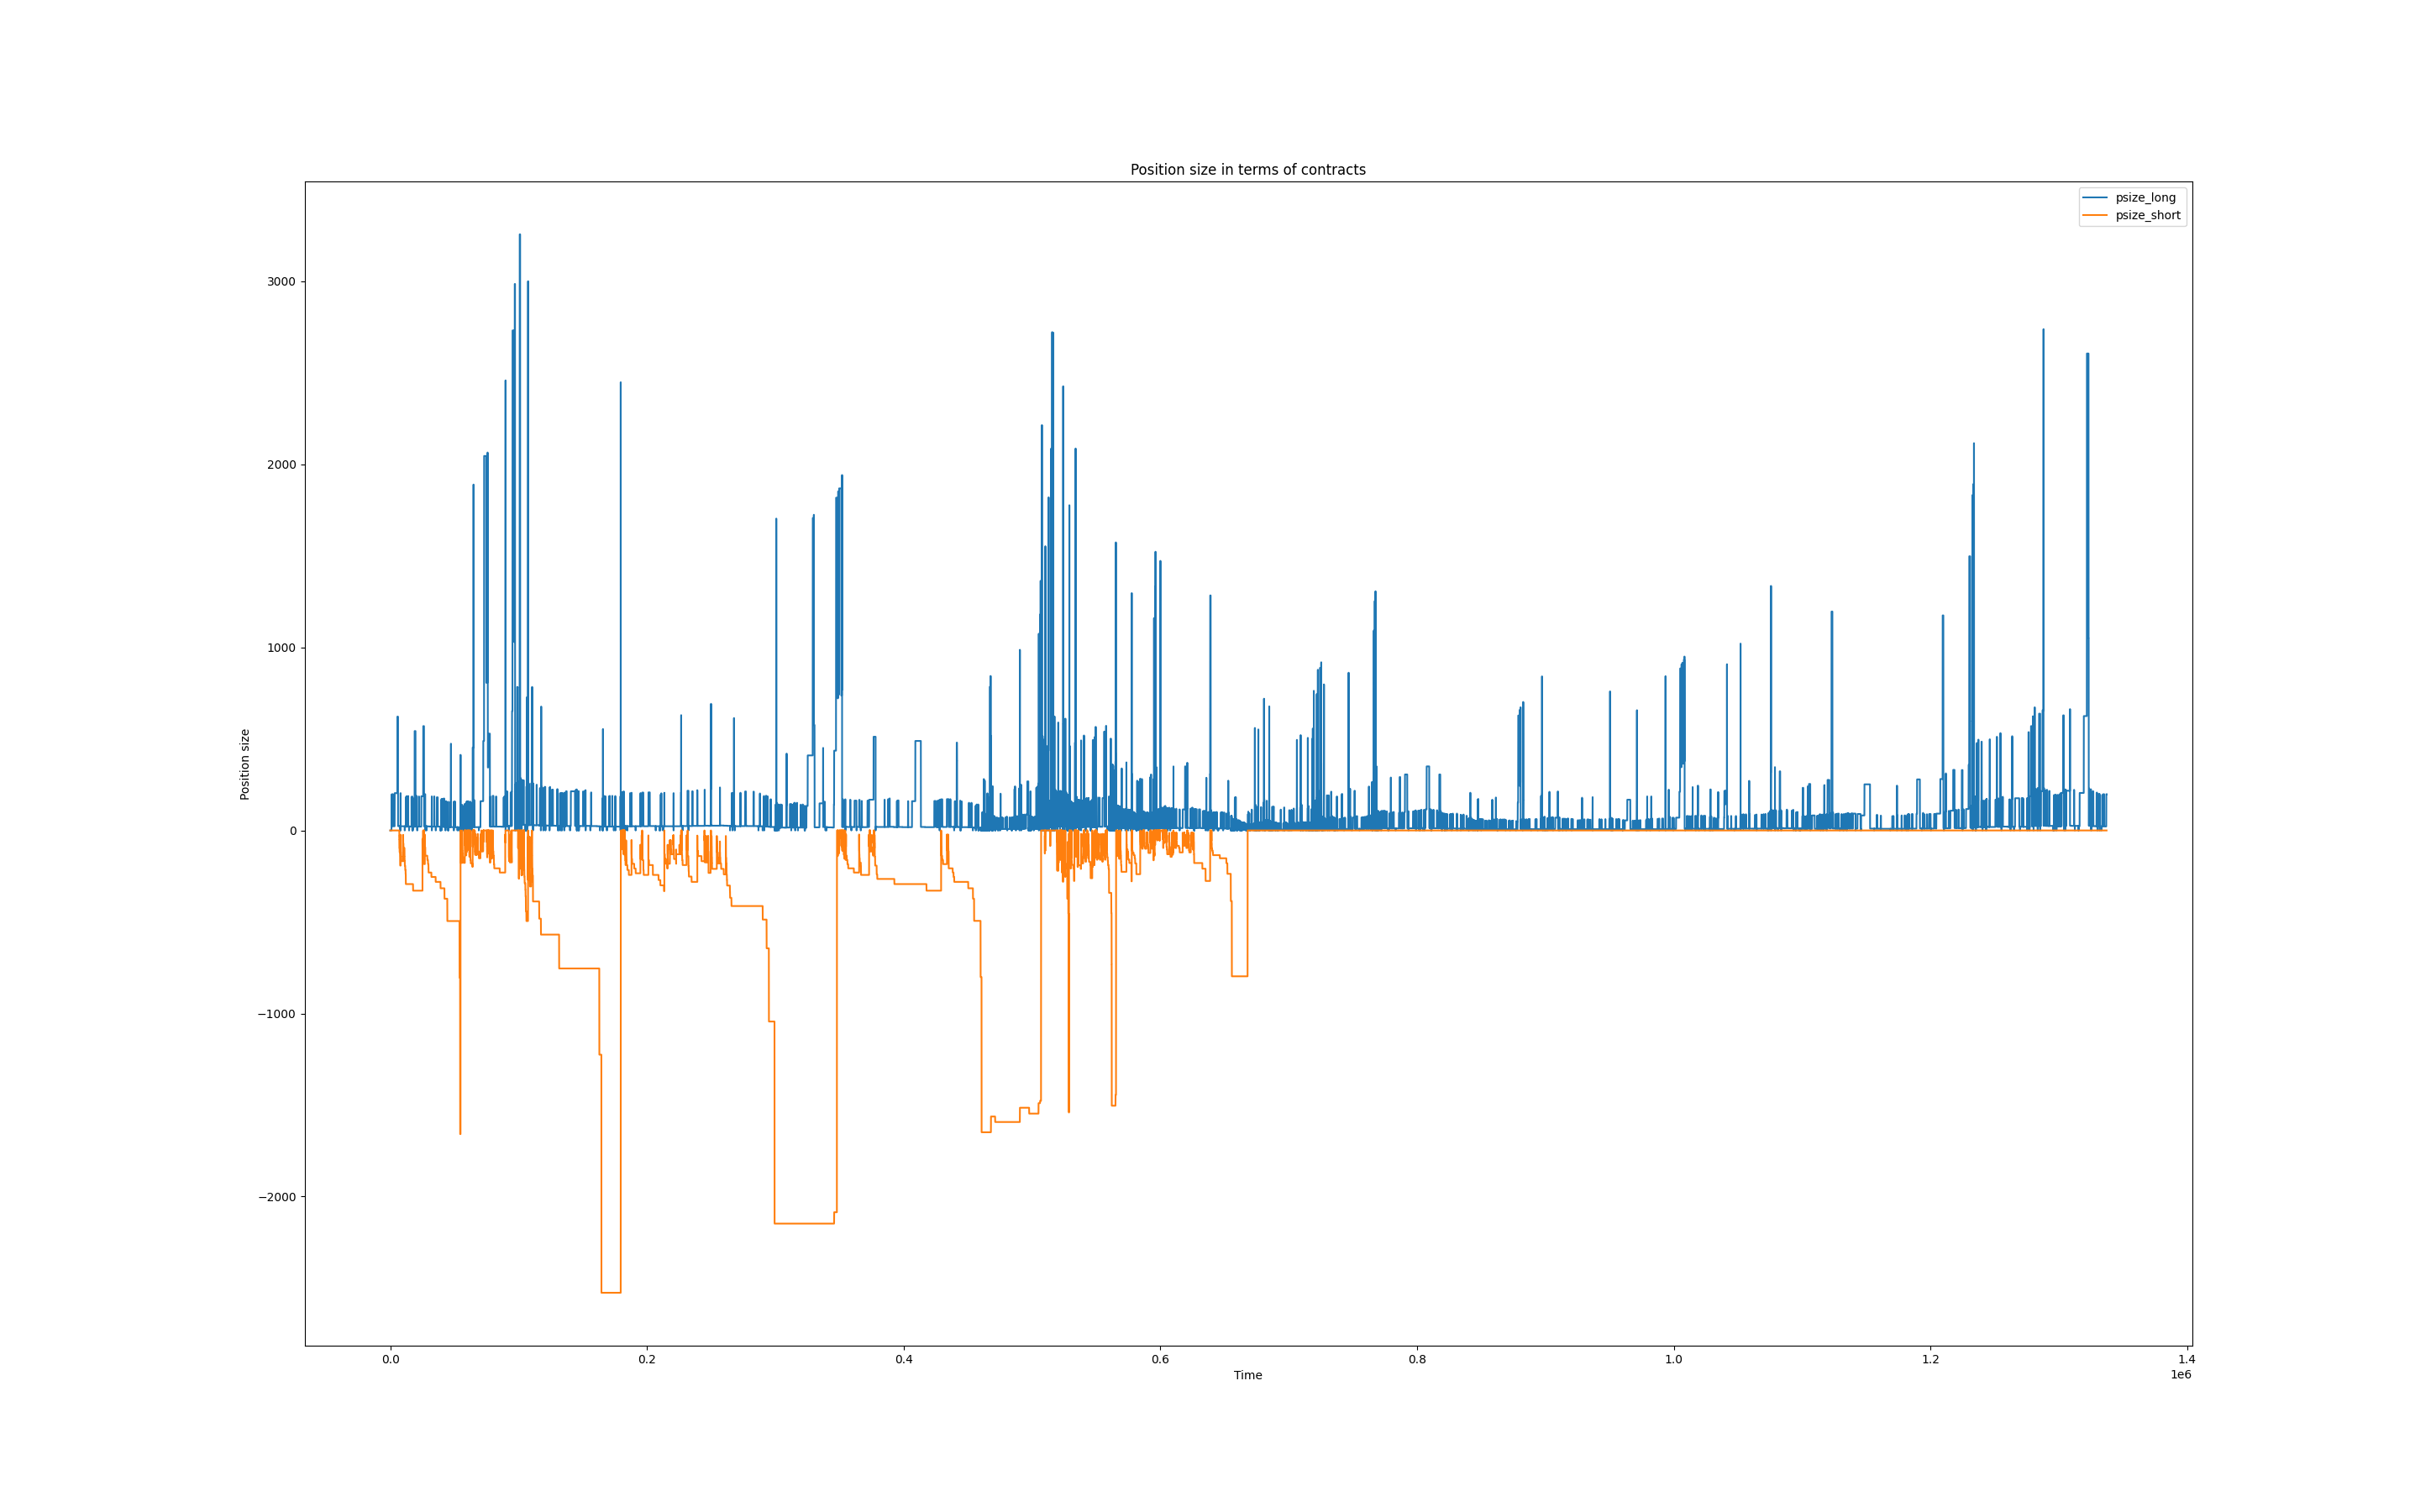 Position size in terms of contracts
psize_long
psize_short
Position size
3000
2000
1000
0
−1000
−2000
0.0 0.2 0.4 0.6 0.8 1.0 1.2 1.4
1e6
Time